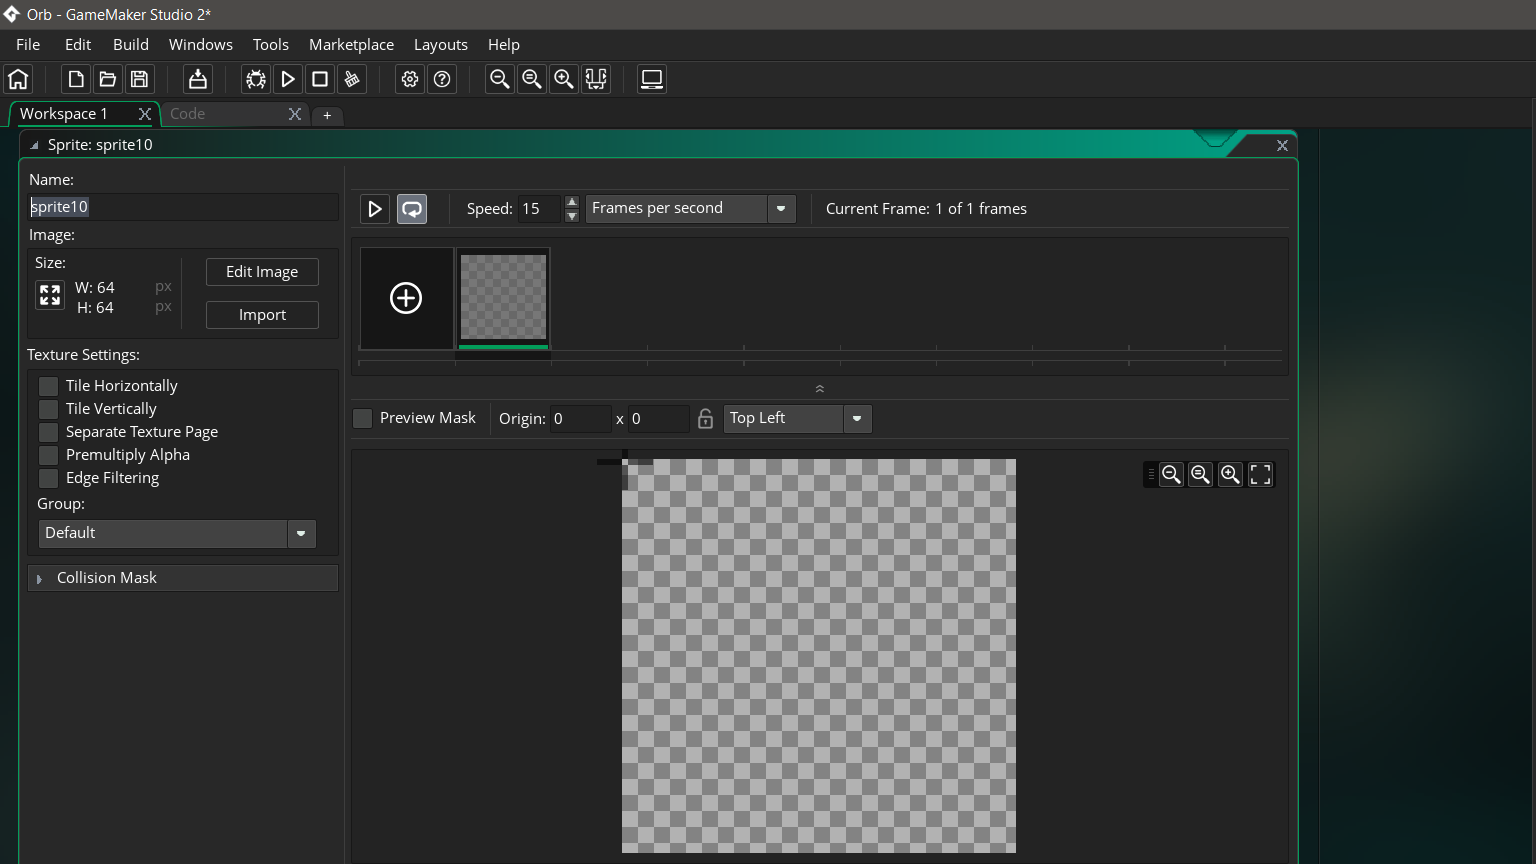 Orb - GameMaker Studio 2*
File Edit Build Windows Tools Marketplace Layouts Help
Workspace 1 Code +
Sprite: sprite10
Name:
sprite10
Image:
Size:
W: 64 px
H: 64 px
Edit Image
Import
Texture Settings:
Tile Horizontally
Tile Vertically
Separate Texture Page
Premultiply Alpha
Edge Filtering
Group:
Default
Collision Mask
Speed: 15 Frames per second Current Frame: 1 of 1 frames
Preview Mask Origin: 0 x 0 Top Left